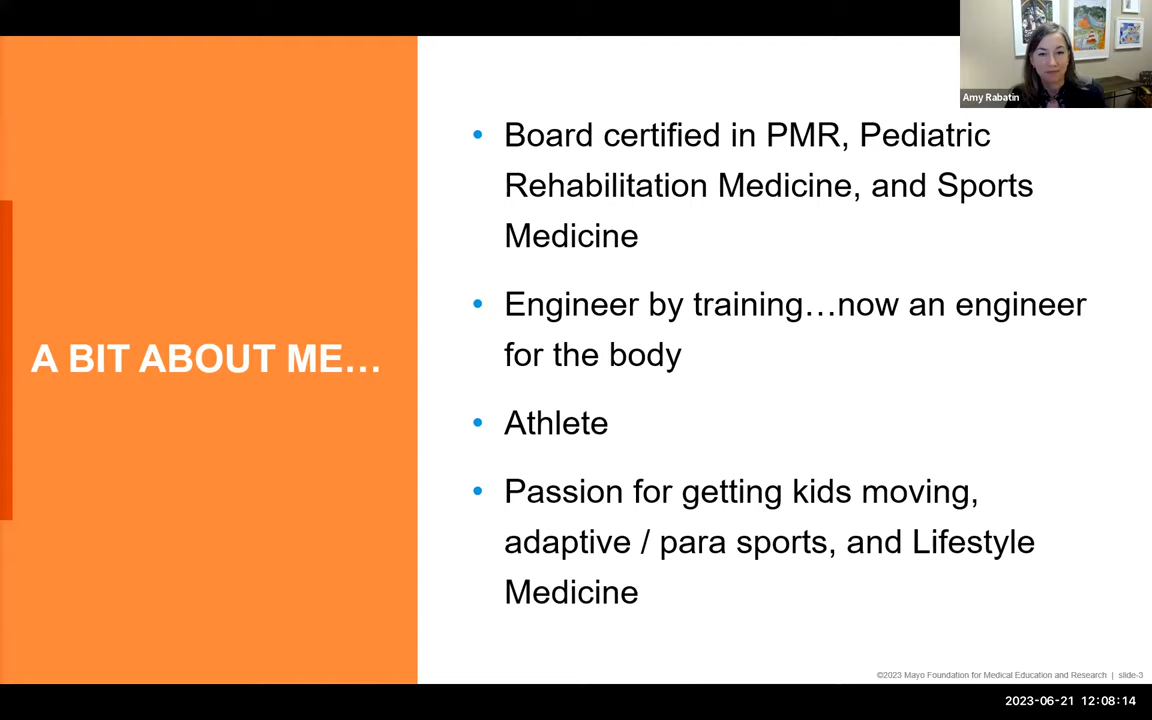 Amy Rabatin
A BIT ABOUT ME…
• Board certified in PMR, Pediatric
Rehabilitation Medicine, and Sports
Medicine
• Engineer by training…now an engineer
for the body
• Athlete
• Passion for getting kids moving,
adaptive / para sports, and Lifestyle
Medicine
©2023 Mayo Foundation for Medical Education and Research | slide-3
2023-06-21 12:08:14